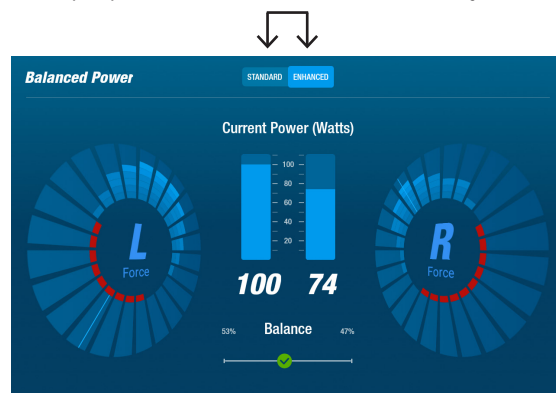 Balanced Power
STANDARD ENHANCED
Current Power (Watts)
100
80
60
40
20
L
Force
R
Force
100 74
53% Balance 47%